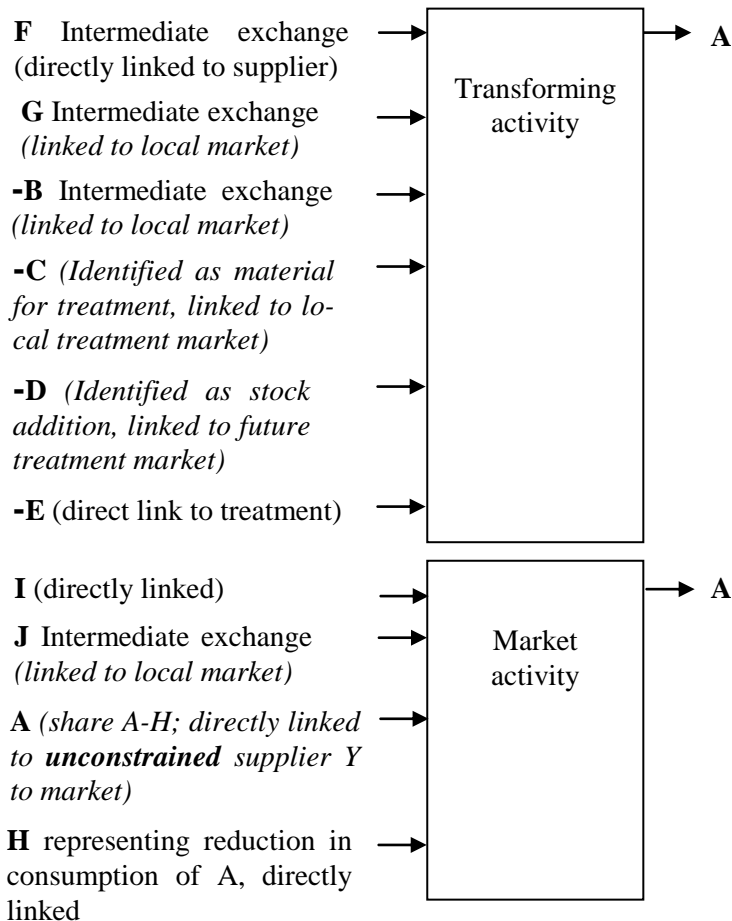 F Intermediate exchange
(directly linked to supplier)
A
Transforming
activity
G Intermediate exchange
(linked to local market)
-B Intermediate exchange
(linked to local market)
-C (Identified as material
for treatment, linked to lo-
cal treatment market)
-D (Identified as stock
addition, linked to future
treatment market)
-E (direct link to treatment)
I (directly linked)
A
J Intermediate exchange
(linked to local market)
Market
activity
A (share A-H; directly linked
to unconstrained supplier Y
to market)
H representing reduction in
consumption of A, directly
linked